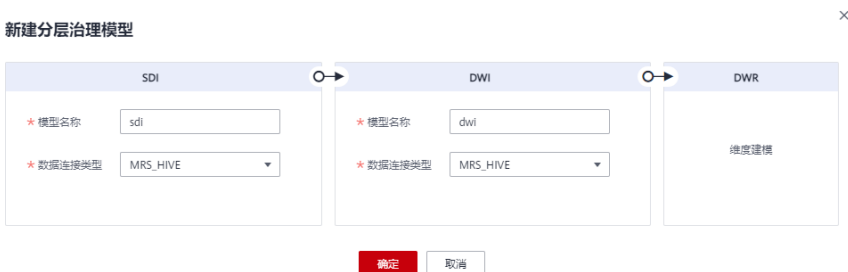 新建分层治理模型
SDI
DWI
DWR
* 模型名称 sdi
* 模型名称 dwi
* 数据连接类型 MRS_HIVE
* 数据连接类型 MRS_HIVE
维度建模
确定
取消